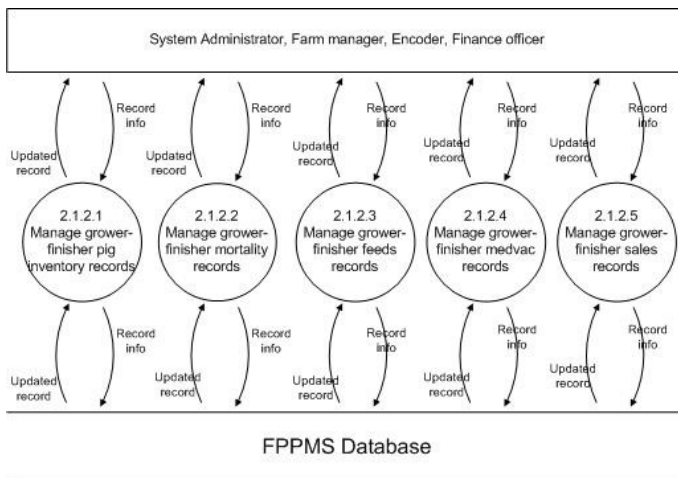 System Administrator, Farm manager, Encoder, Finance officer
Record
info
Record
info
Record
info
Record
info
Record
info
Updated
record
Updated
record
Updated
record
Updated
record
Updated
record
2.1.2.1
Manage grower-
finisher pig
inventory records
2.1.2.2
Manage grower-
finisher mortality
records
2.1.2.3
Manage grower-
finisher feeds
records
2.1.2.4
Manage grower-
finisher medvac
records
2.1.2.5
Manage grower-
finisher sales
records
Record
info
Record
info
Record
info
Record
info
Record
info
Updated
record
Updated
record
Updated
record
Updated
record
Updated
record
FPPMS Database